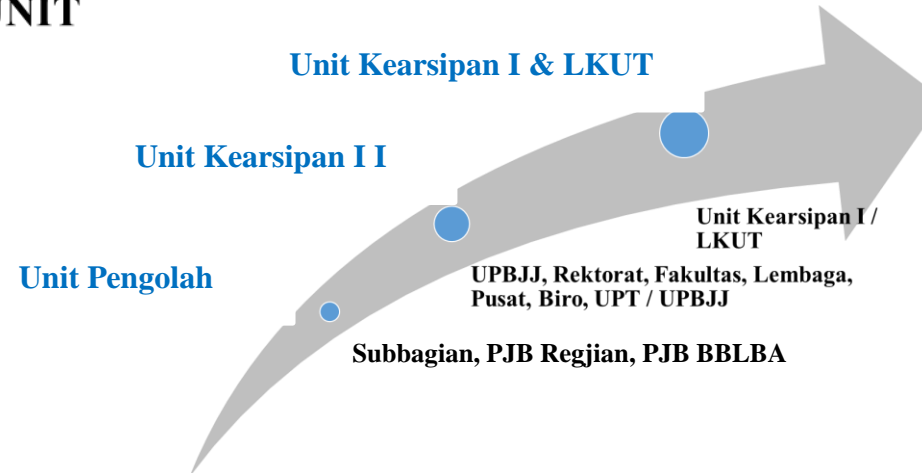 UNIT
Unit Kearsipan I & LKUT
Unit Kearsipan I I
Unit Pengolah
Unit Kearsipan I /
LKUT
UPBJJ, Rektorat, Fakultas, Lembaga,
Pusat, Biro, UPT / UPBJJ
Subbagian, PJB Regjian, PJB BBLBA